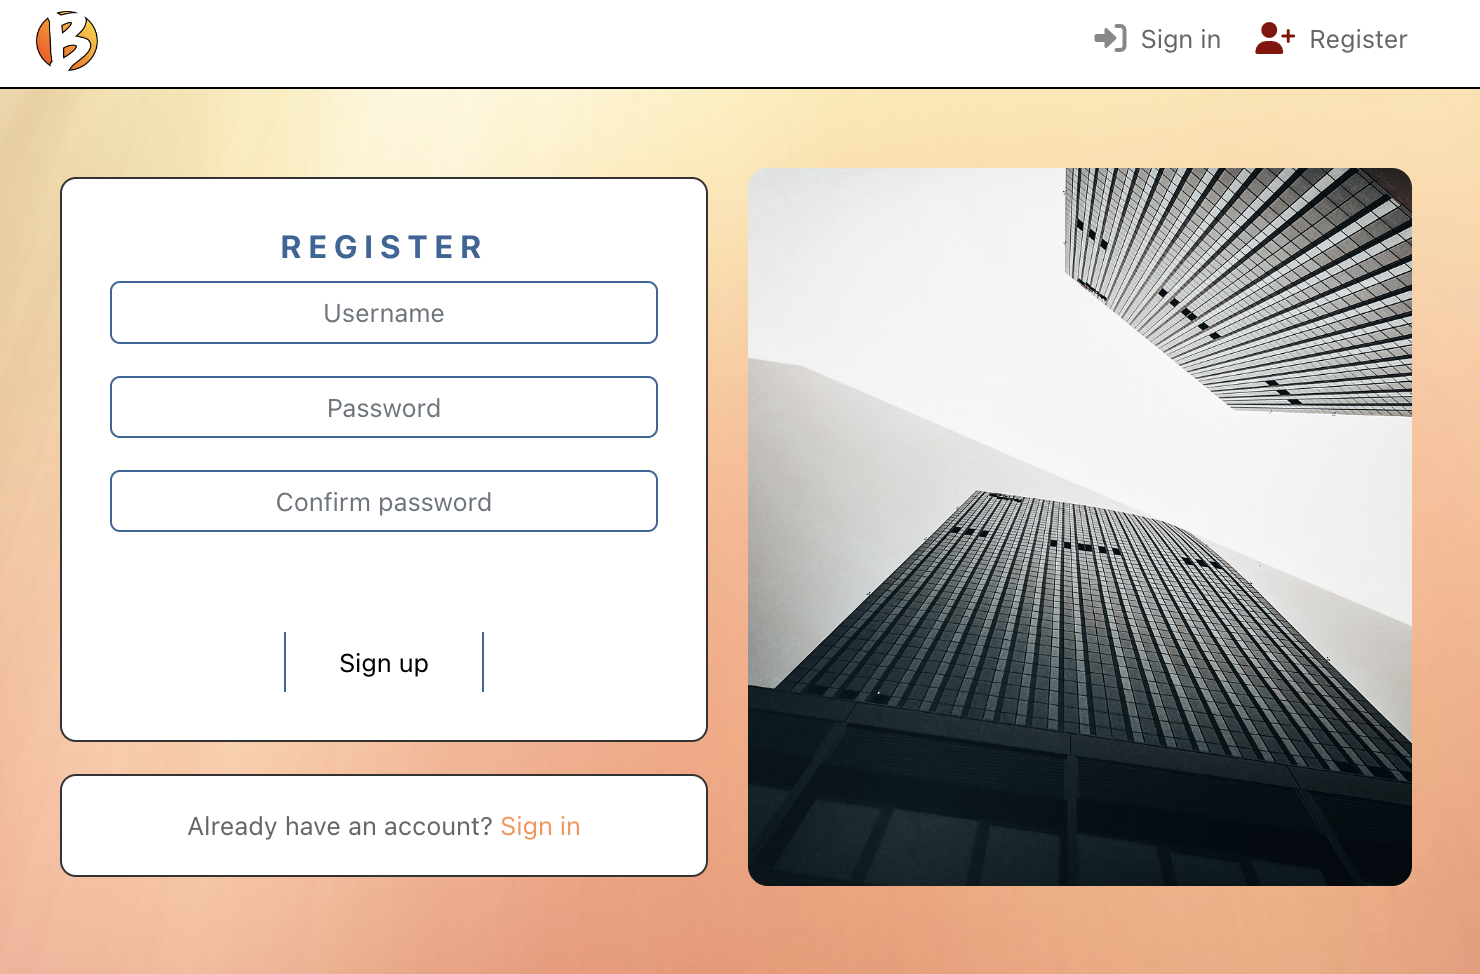 B
Sign in
Register
REGISTER
Username
Password
Confirm password
Sign up
Already have an account? Sign in